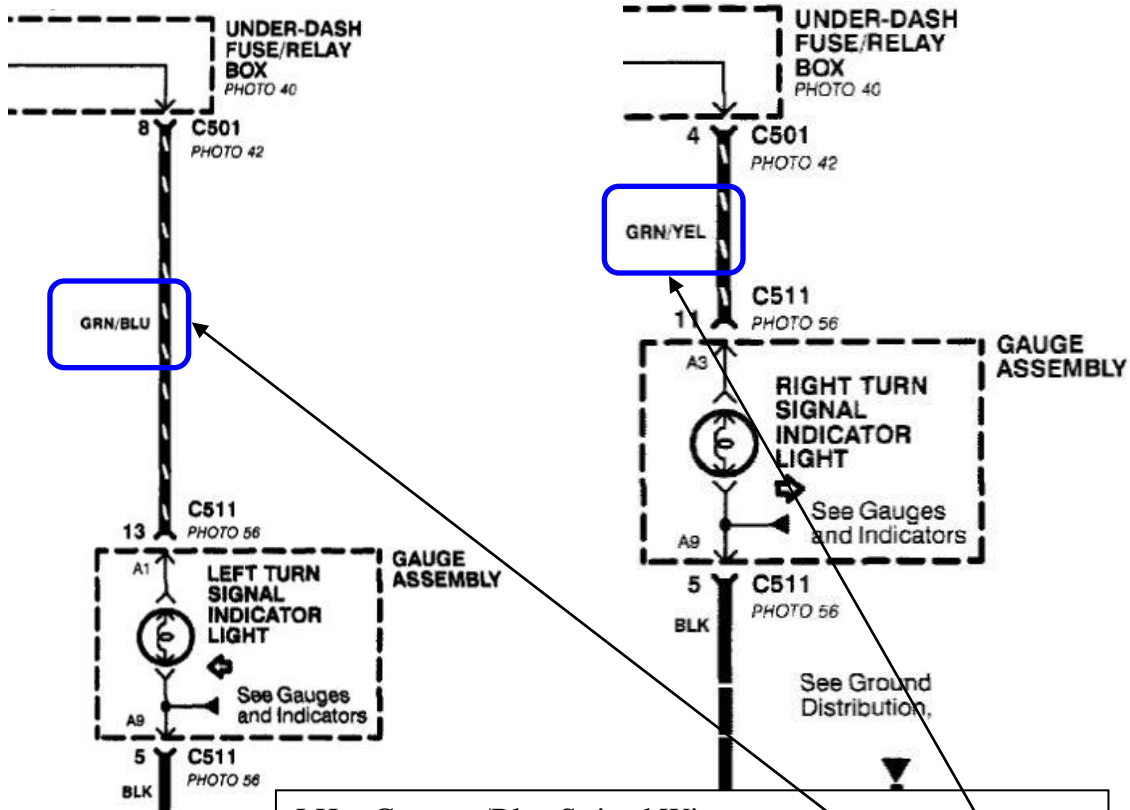 UNDER-DASH
FUSE/RELAY
BOX
PHOTO 40
8 C501
PHOTO 42
GRN/BLU
C511
13 PHOTO 56
GAUGE
ASSEMBLY
A1
LEFT TURN
SIGNAL
INDICATOR
LIGHT
See Gauges
and Indicators
A9
5 C511
PHOTO 56
BLK
UNDER-DASH
FUSE/RELAY
BOX
PHOTO 40
4 C501
PHOTO 42
GRN/YEL
C511
11 PHOTO 56
GAUGE
ASSEMBLY
A3
RIGHT TURN
SIGNAL
INDICATOR
LIGHT
See Gauges
and Indicators
A9
5 C511
PHOTO 56
BLK
See Ground
Distribution,